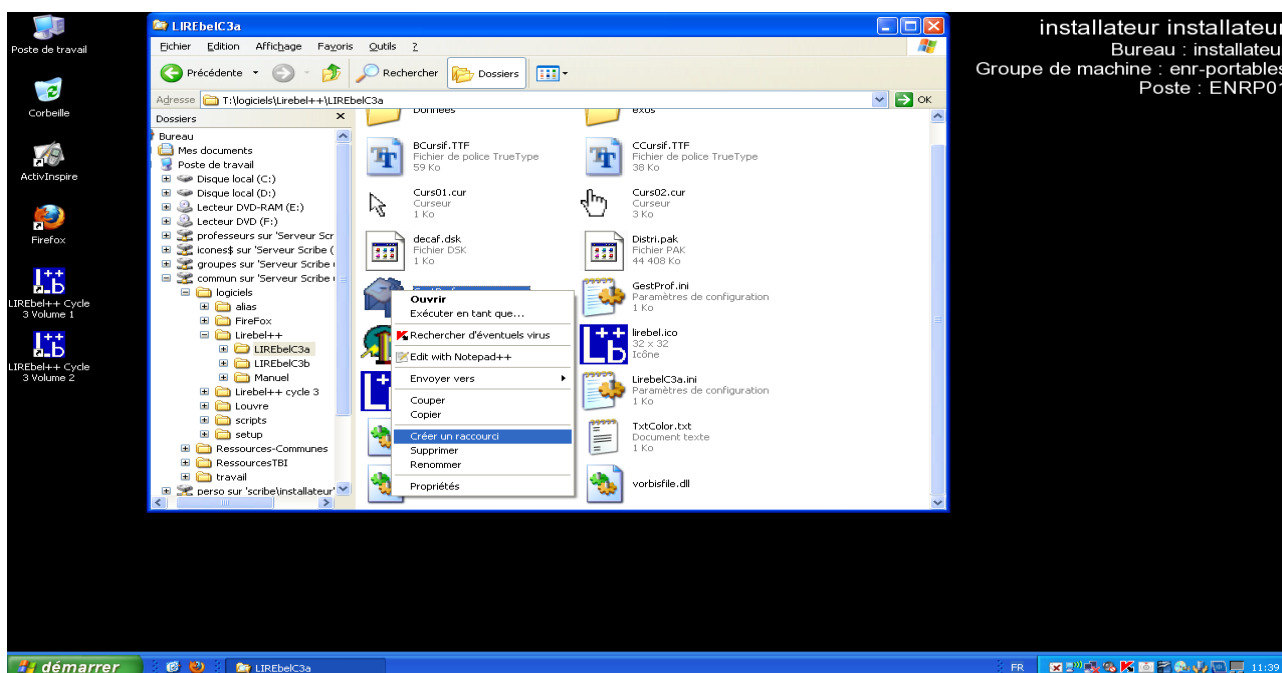 installateur installateur
Bureau : installateu
Groupe de machine : enr-portables
Poste : ENRP01
Poste de travail
Corbeille
ActivInspire
Firefox
LIREbel++ Cycle
3 Volume 1
LIREbel++ Cycle
3 Volume 2
LIREbelC3a
Fichier Edition Affichage Favoris Outils ?
Précédente Rechercher Dossiers
Adresse T:\logiciels\Lirebel++\LIREbelC3a OK
Dossiers
Bureau
Mes documents
Poste de travail
Disque local (C:)
Disque local (D:)
Lecteur DVD-RAM (E:)
Lecteur DVD (F:)
professeurs sur 'Serveur Scr
icones$ sur 'Serveur Scribe (
groupes sur 'Serveur Scribe
commun sur 'Serveur Scribe
logiciels
alias
FireFox
Lirebel++
LIREbelC3a
LIREbelC3b
Manuel
Lirebel++ cycle 3
Louvre
scripts
setup
Ressources-Communes
RessourcesTBI
travail
perso sur 'scribe\installateur'
Données
exos
BCursif.TTF
Fichier de police TrueType
59 Ko
CCursif.TTF
Fichier de police TrueType
38 Ko
Curs01.cur
Curseur
1 Ko
Curs02.cur
Curseur
3 Ko
decaf.dsk
Fichier DSK
1 Ko
Distri.pak
Fichier PAK
44 408 Ko
GestProf.ini
Paramètres de configuration
1 Ko
lirebel.ico
32 x 32
Icône
LirebelC3a.ini
Paramètres de configuration
1 Ko
TxtColor.txt
Document texte
1 Ko
vorbisfile.dll
Ouvrir
Exécuter en tant que...
Rechercher d'éventuels virus
Edit with Notepad++
Envoyer vers
Couper
Copier
Créer un raccourci
Supprimer
Renommer
Propriétés
démarrer
LIREbelC3a
FR
11:39